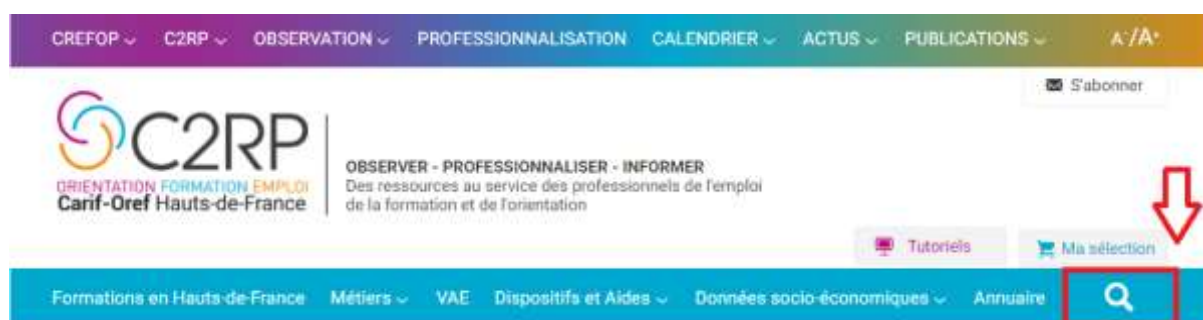 CREFOP C2RP OBSERVATION PROFESSIONNALISATION CALENDRIER ACTUS PUBLICATIONS A-/A+
S'abonner
C2RP
ORIENTATION FORMATION EMPLOI
Carif-Oref Hauts-de-France
OBSERVER - PROFESSIONNALISER - INFORMER
Des ressources au service des professionnels de l'emploi
de la formation et de l'orientation
Tutoriels Ma sélection
Formations en Hauts-de-France Métiers VAE Dispositifs et Aides Données socio-économiques Annuaire